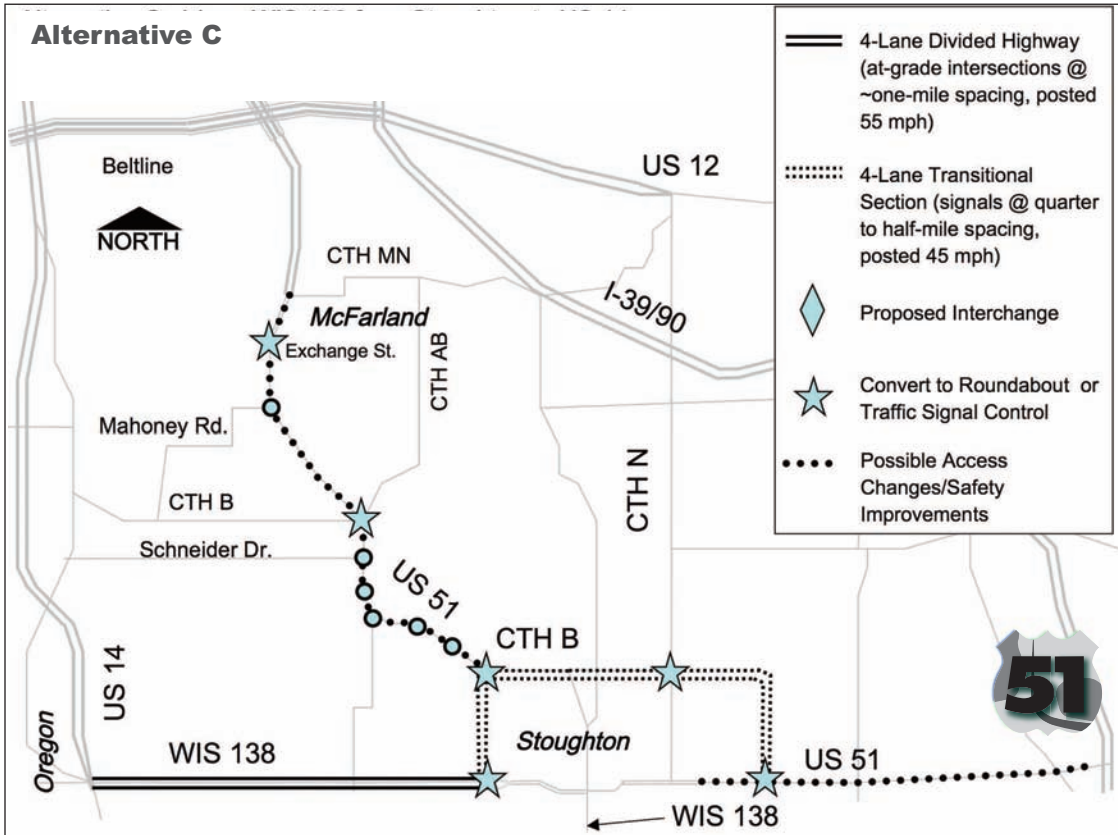 Alternative C
4-Lane Divided Highway
(at-grade intersections @
~one-mile spacing, posted
55 mph)
4-Lane Transitional
Section (signals @ quarter
to half-mile spacing,
posted 45 mph)
Proposed Interchange
Convert to Roundabout or
Traffic Signal Control
Possible Access
Changes/Safety
Improvements
Beltline
US 12
NORTH
CTH MN
McFarland
I-39/90
Exchange St.
CTH AB
Mahoney Rd.
CTH N
CTH B
Schneider Dr.
US 51
CTH B
US 14
51
Oregon
WIS 138
Stoughton
US 51
WIS 138